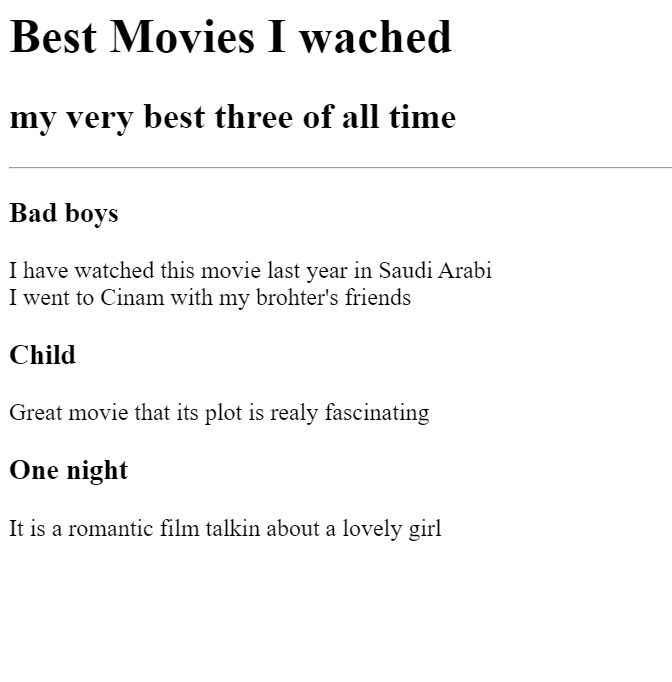 Best Movies I wached
my very best three of all time
Bad boys
I have watched this movie last year in Saudi Arabi
I went to Cinam with my brohter's friends
Child
Great movie that its plot is realy fascinating
One night
It is a romantic film talkin about a lovely girl